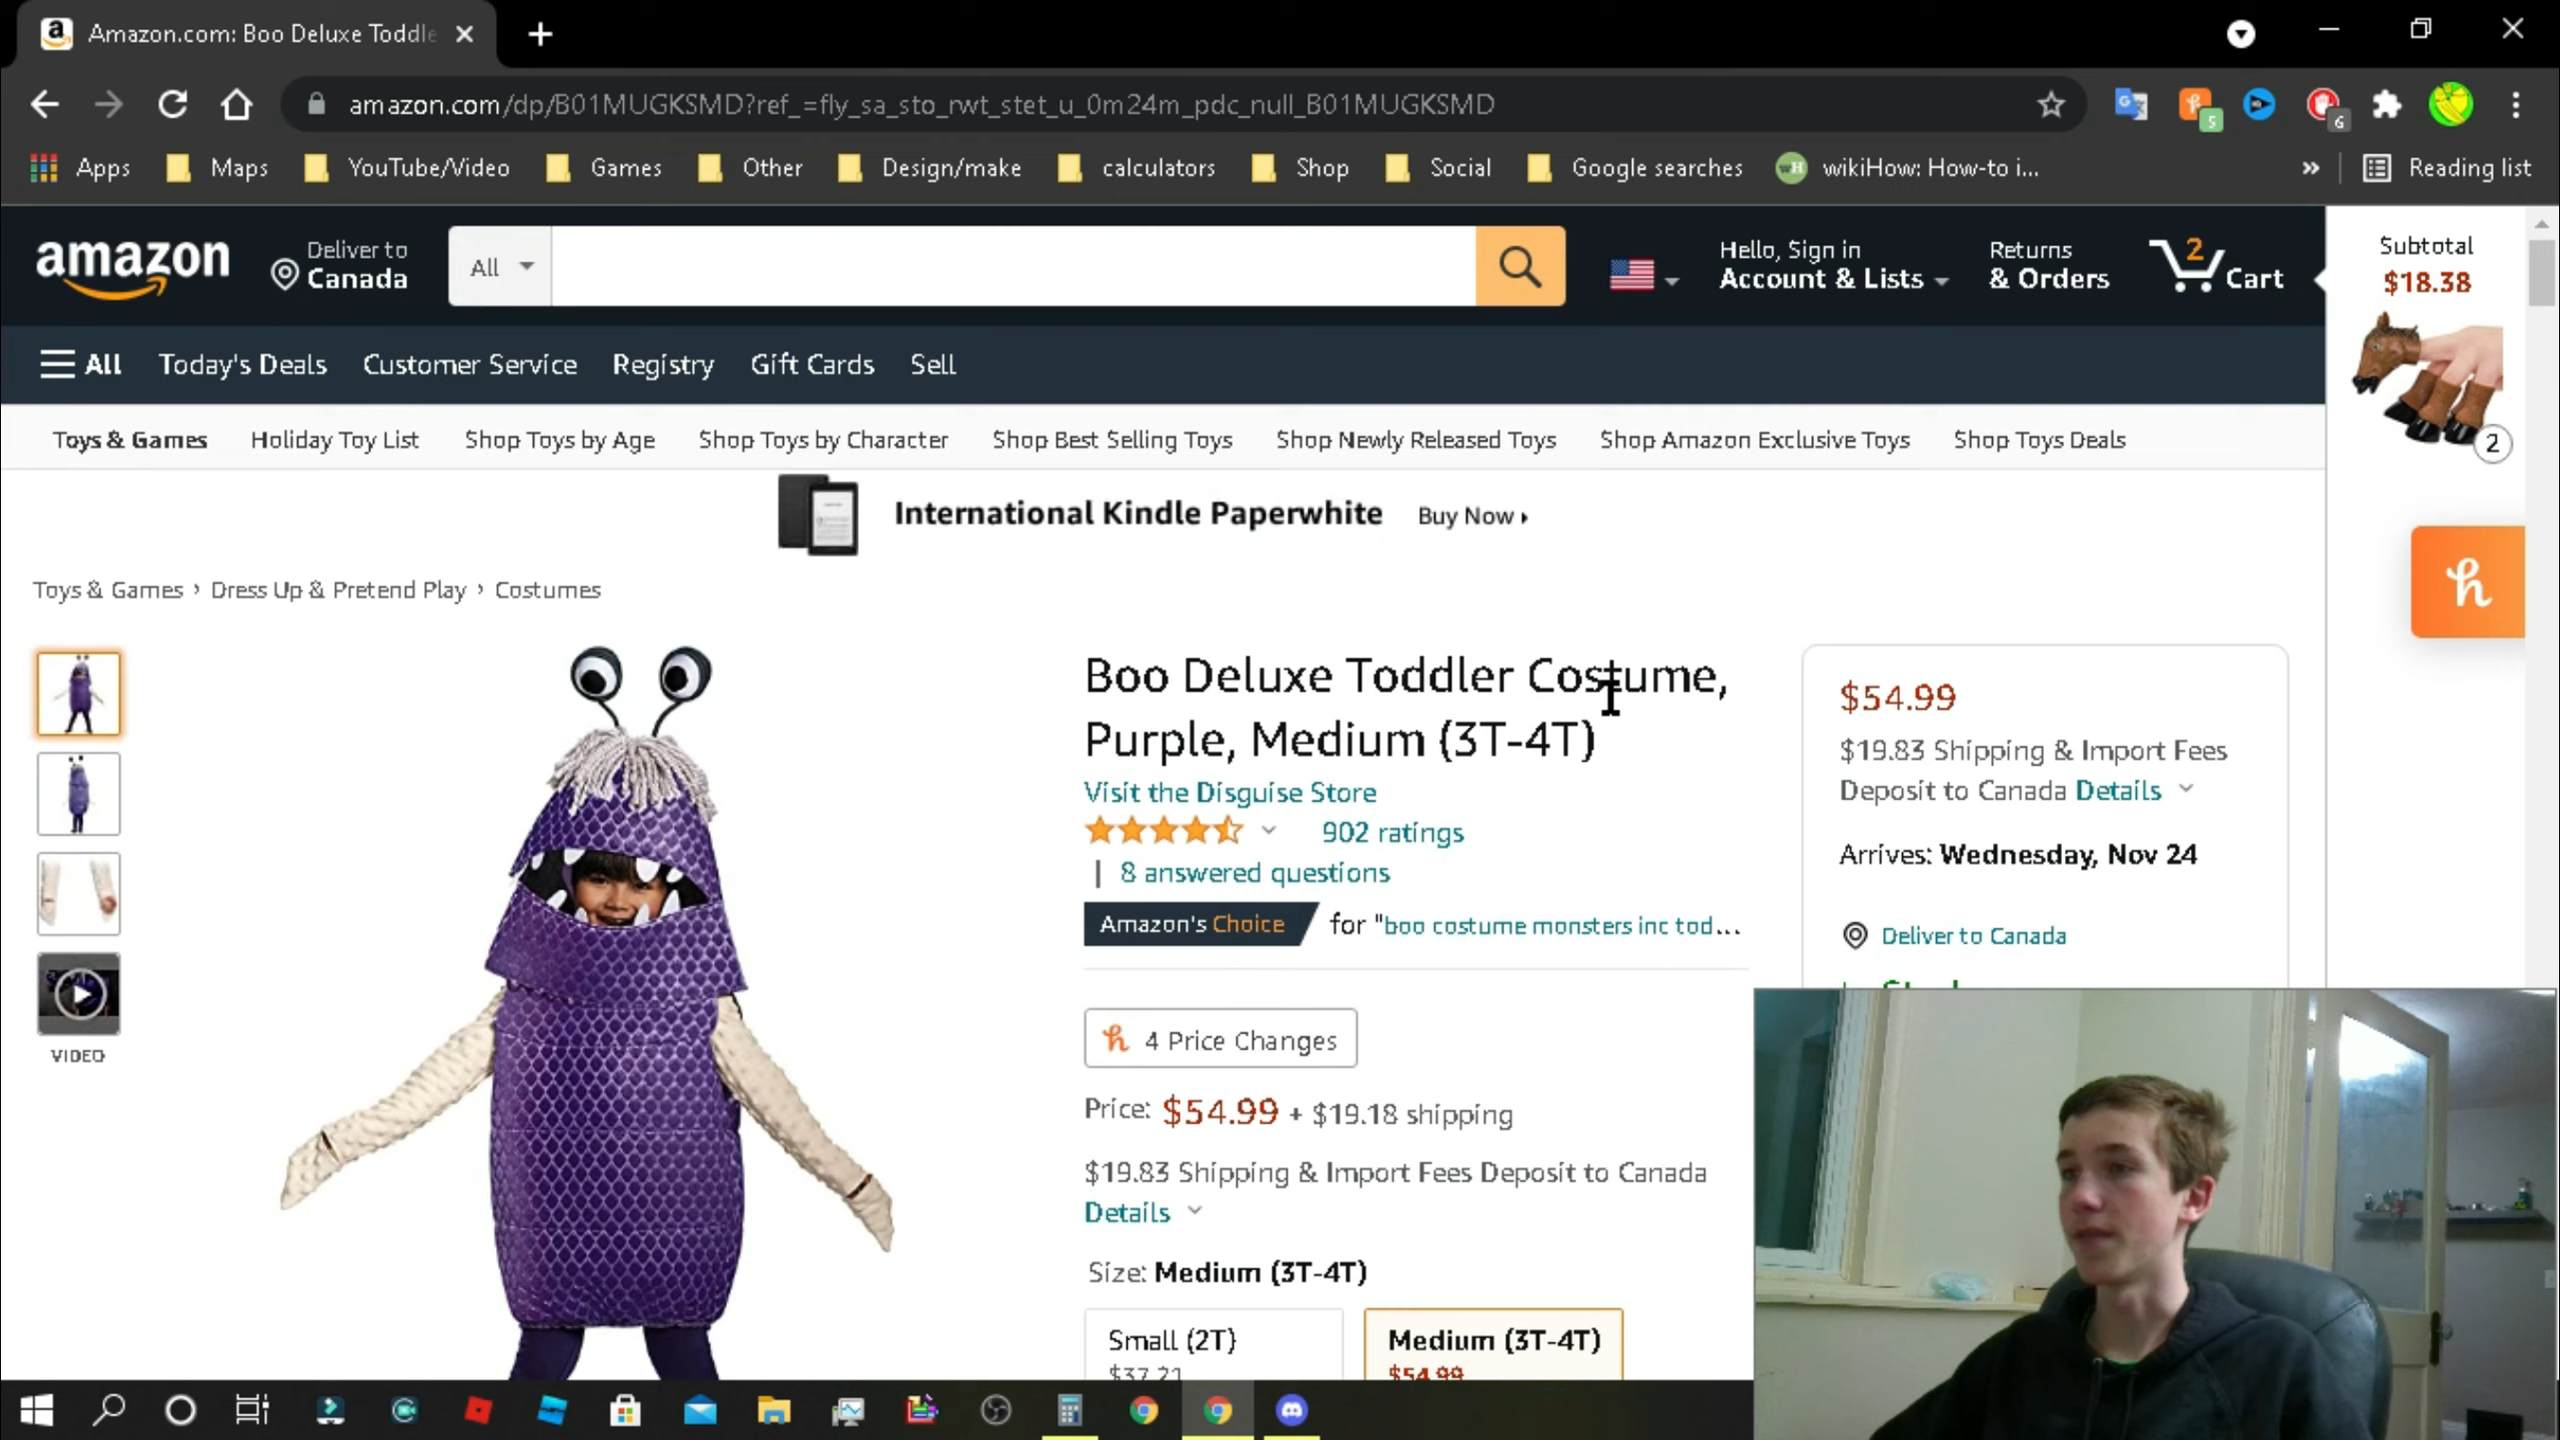 Amazon.com: Boo Deluxe Toddle
amazon.com/dp/B01MUGKSMD?ref_=fly_sa_sto_rwt_stet_u_0m24m_pdc_null_B01MUGKSMD
5
6
Apps Maps YouTube/Video Games Other Design/make calculators Shop Social Google searches wikiHow: How-to i... » Reading list
amazon
Deliver to
Canada
All
Hello, Sign in
Account & Lists
Returns
& Orders
2
Cart
Subtotal
$18.38
2
All Today's Deals Customer Service Registry Gift Cards Sell
Toys & Games Holiday Toy List Shop Toys by Age Shop Toys by Character Shop Best Selling Toys Shop Newly Released Toys Shop Amazon Exclusive Toys Shop Toys Deals
International Kindle Paperwhite Buy Now
h
Toys & Games › Dress Up & Pretend Play › Costumes
VIDEO
Boo Deluxe Toddler Costume,
Purple, Medium (3T-4T)
Visit the Disguise Store
902 ratings
| 8 answered questions
Amazon's Choice for "boo costume monsters inc tod...
h 4 Price Changes
Price: $54.99 + $19.18 shipping
$19.83 Shipping & Import Fees Deposit to Canada
Details
Size: Medium (3T-4T)
Small (2T)
$37.21
Medium (3T-4T)
$54.99
$54.99
$19.83 Shipping & Import Fees
Deposit to Canada Details
Arrives: Wednesday, Nov 24
Deliver to Canada